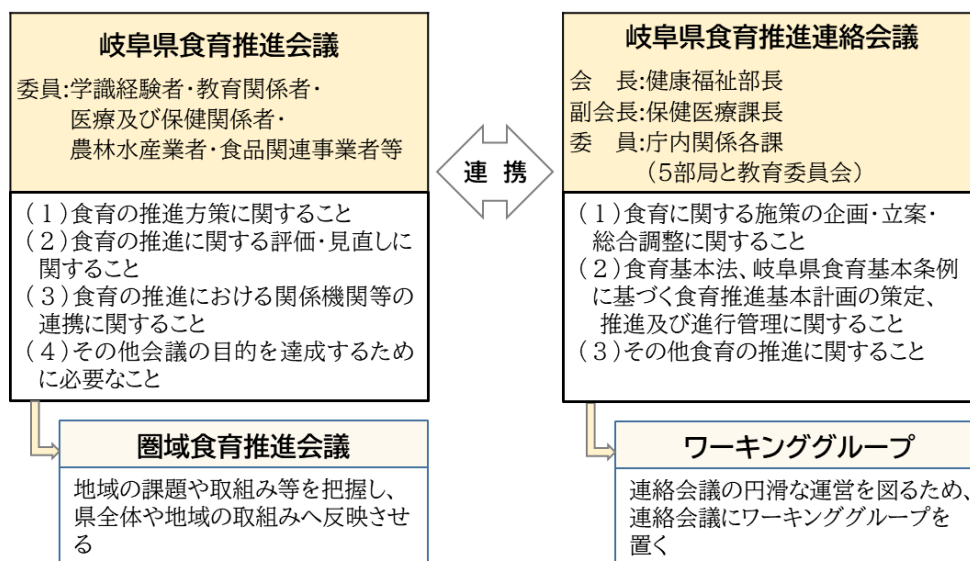 岐阜県食育推進会議
委員:学識経験者・教育関係者・
医療及び保健関係者・
農林水産業者・食品関連事業者等
(1)食育の推進方策に関すること
(2)食育の推進に関する評価・見直しに
関すること
(3)食育の推進における関係機関等の
連携に関すること
(4)その他会議の目的を達成するため
に必要なこと
圏域食育推進会議
地域の課題や取組み等を把握し、
県全体や地域の取組みへ反映させ
る
連 携
岐阜県食育推進連絡会議
会 長:健康福祉部長
副会長:保健医療課長
委 員:庁内関係各課
(5部局と教育委員会)
(1)食育に関する施策の企画・立案・
総合調整に関すること
(2)食育基本法、岐阜県食育基本条例
に基づく食育推進基本計画の策定、
推進及び進行管理に関すること
(3)その他食育の推進に関すること
ワーキンググループ
連絡会議の円滑な運営を図るため、
連絡会議にワーキンググループを
置く